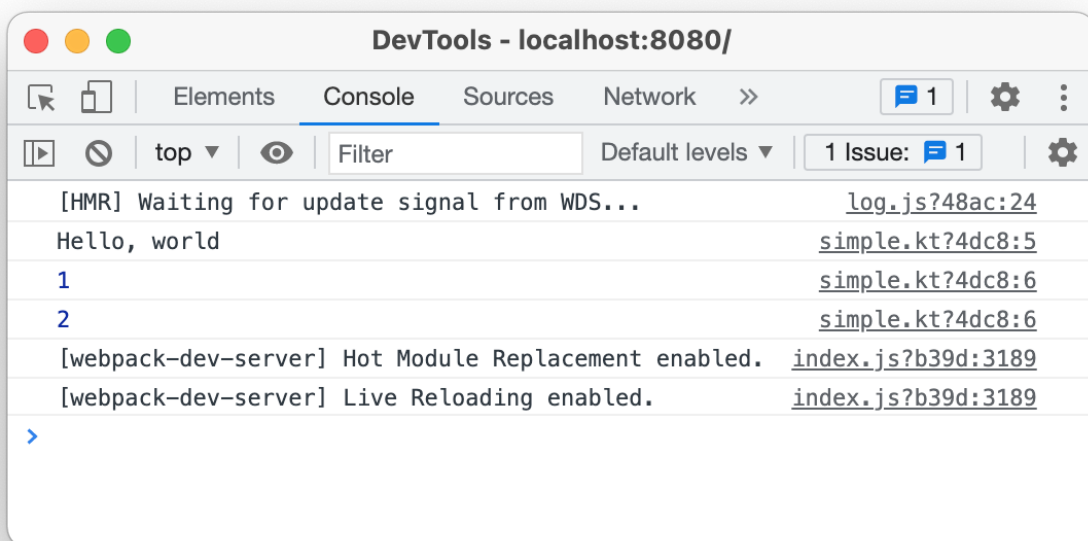 DevTools - localhost:8080/
Elements Console Sources Network » 1
top ▼ Filter Default levels ▼ 1 Issue: 1
[HMR] Waiting for update signal from WDS... log.js?48ac:24
Hello, world simple.kt?4dc8:5
1 simple.kt?4dc8:6
2 simple.kt?4dc8:6
[webpack-dev-server] Hot Module Replacement enabled. index.js?b39d:3189
[webpack-dev-server] Live Reloading enabled. index.js?b39d:3189
>